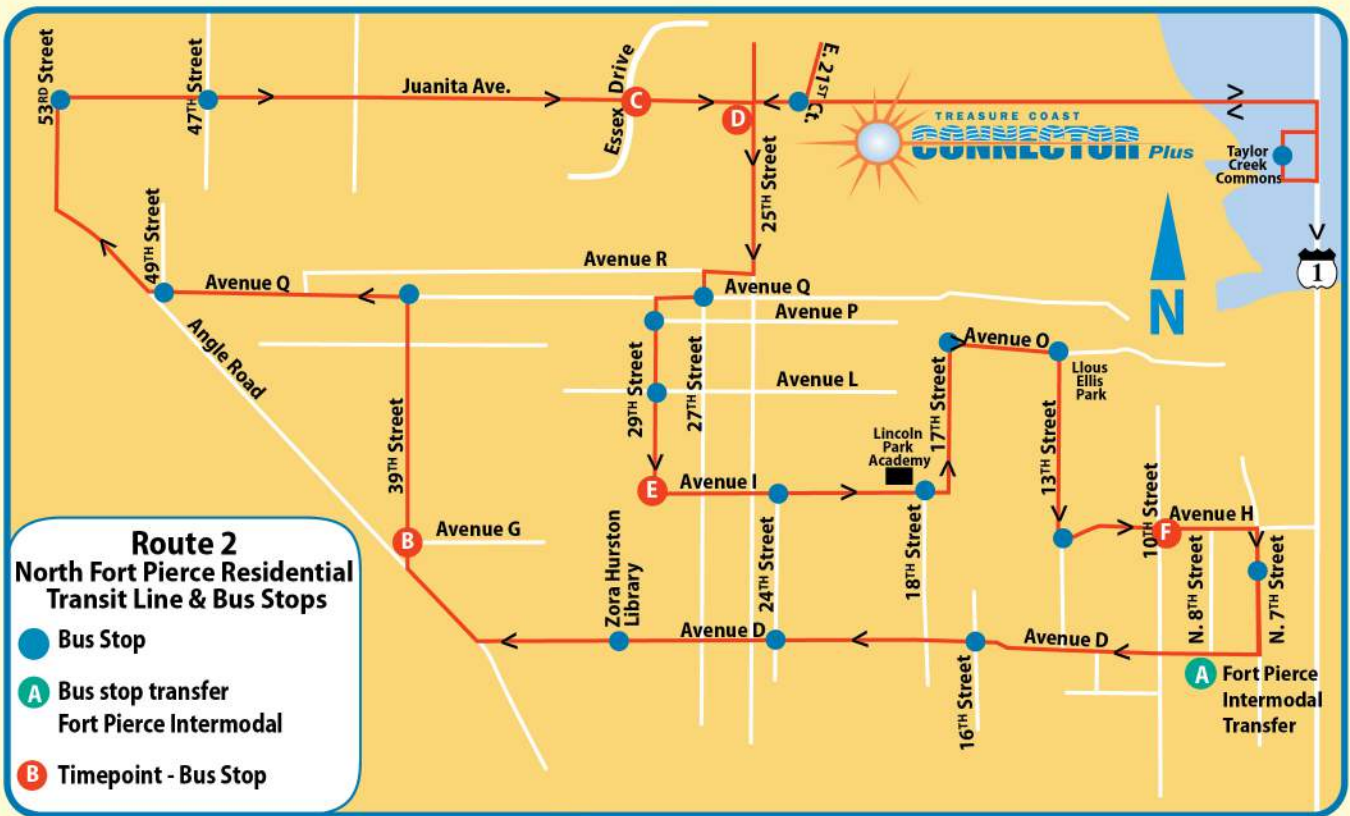 53RD Street
47TH Street
Juanita Ave.
Essex Drive
C
D
E. 21ST Ct.
TREASURE COAST
CONNECTOR Plus
Taylor
Creek
Commons
1
N
25TH Street
49TH Street
Avenue R
Avenue Q
Avenue Q
Avenue P
Angle Road
39TH Street
29TH Street
27TH Street
Avenue L
17TH Street
Avenue O
Llous
Ellis
Park
13TH Street
Lincoln
Park
Academy
E
Avenue I
B
Avenue G
24TH Street
18TH Street
10TH Street
F
Avenue H
N. 8TH Street
N. 7TH Street
Zora Hurston
Library
Avenue D
16TH Street
Avenue D
A
Fort Pierce
Intermodal
Transfer
Route 2
North Fort Pierce Residential
Transit Line & Bus Stops
Bus Stop
A Bus stop transfer
Fort Pierce Intermodal
B Timepoint - Bus Stop